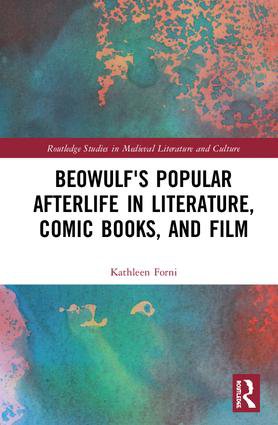 Routledge Studies in Medieval Literature and Culture
BEOWULF'S POPULAR
AFTERLIFE IN LITERATURE,
COMIC BOOKS, AND FILM
Kathleen Forni
ROUTLEDGE